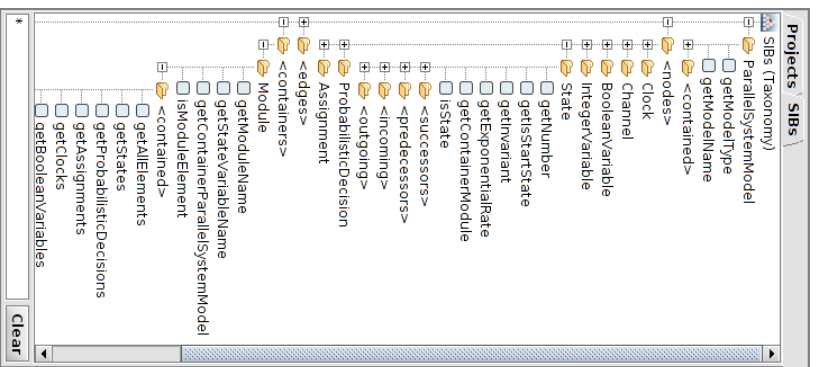 Projects SIBs
SIBs (Taxonomy)
ParallelSystemModel
getModelType
getModelName
<contained>
<nodes>
Clock
Channel
BooleanVariable
IntegerVariable
State
getNumber
getIsStartState
getInvariant
getExponentialRate
getContainerModule
isState
<successors>
<predecessors>
<incoming>
<outgoing>
ProbabilisticDecision
Assignment
<edges>
<containers>
Module
getModuleName
getStateVariableName
getContainerParallelSystemModel
isModuleElement
<contained>
getAllElements
getStates
getProbabilisticDecisions
getAssignments
getClocks
getBooleanVariables
* Clear